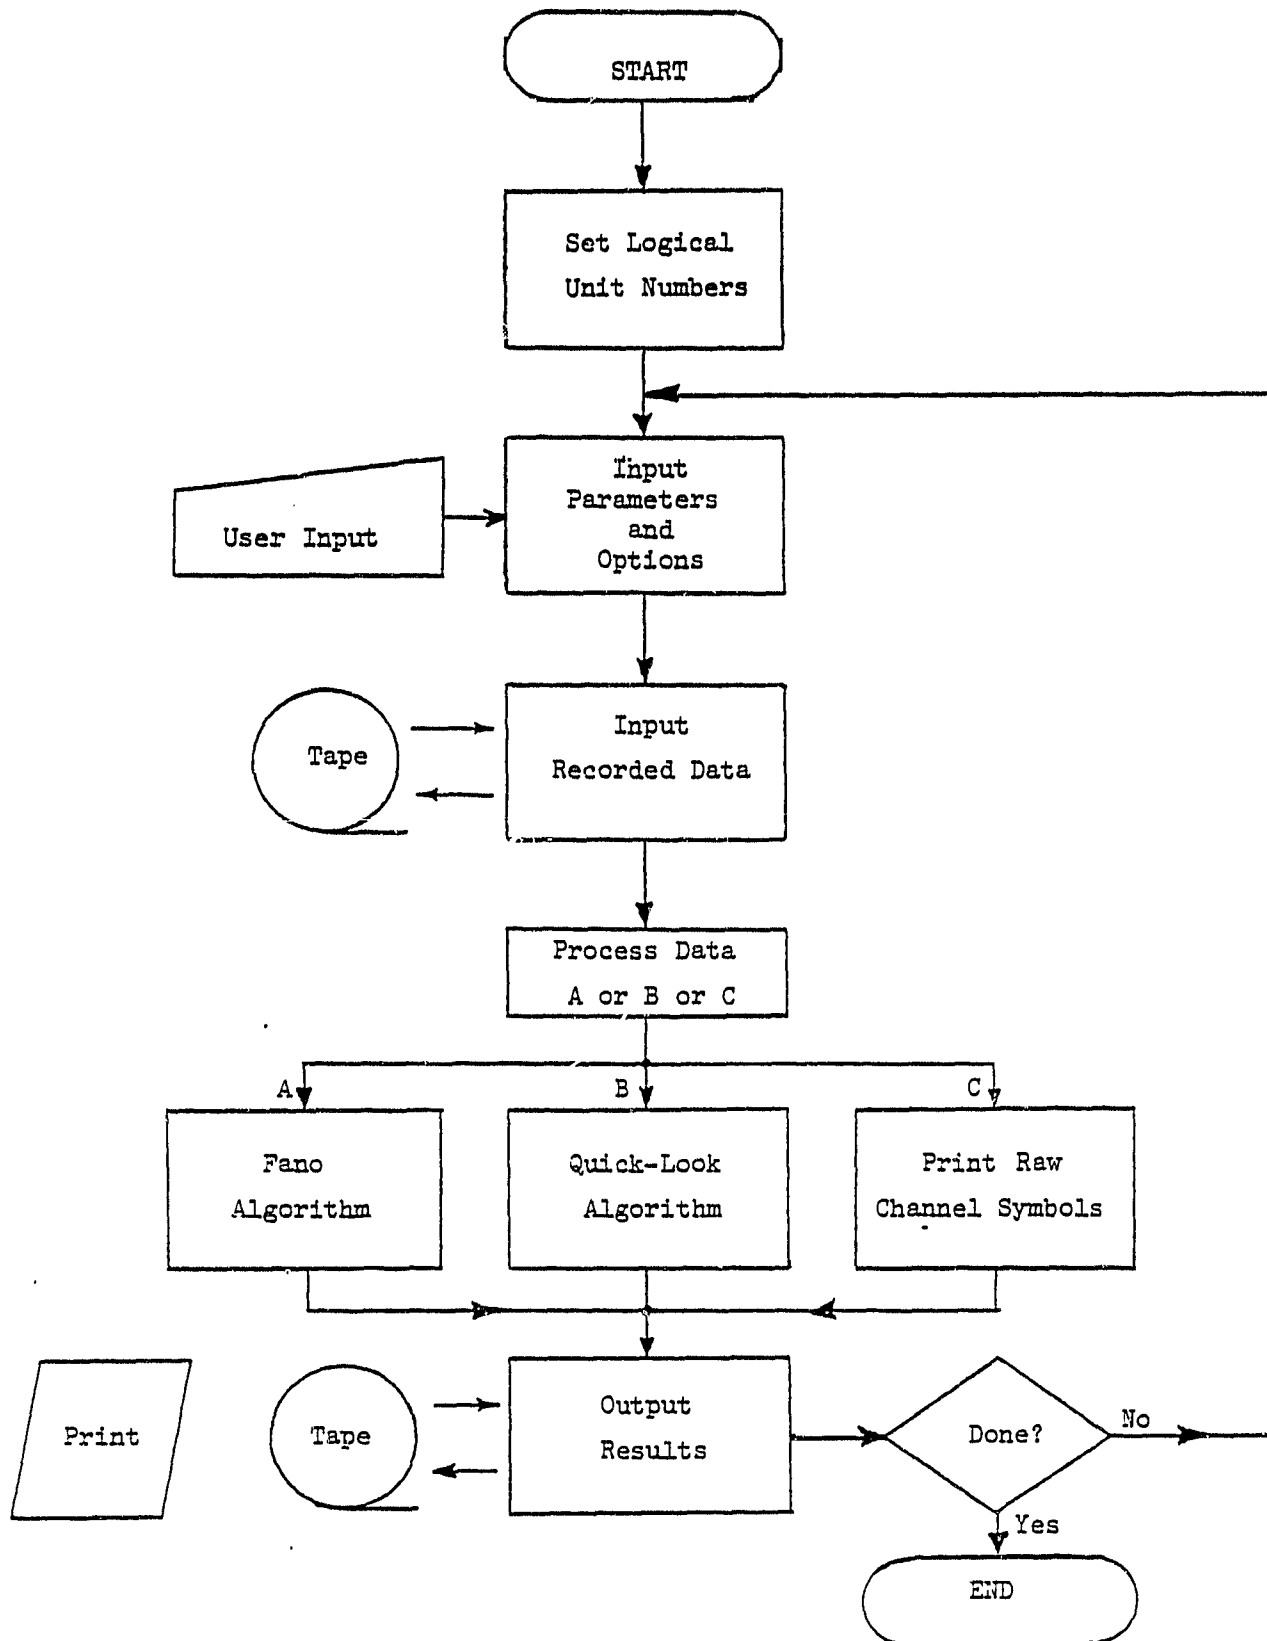 START
Set Logical
Unit Numbers
Input
Parameters
and
Options
User Input
Input
Recorded Data
Tape
Process Data
A or B or C
A
B
C
Fano
Algorithm
Quick-Look
Algorithm
Print Raw
Channel Symbols
Print
Tape
Output
Results
Done?
No
Yes
END